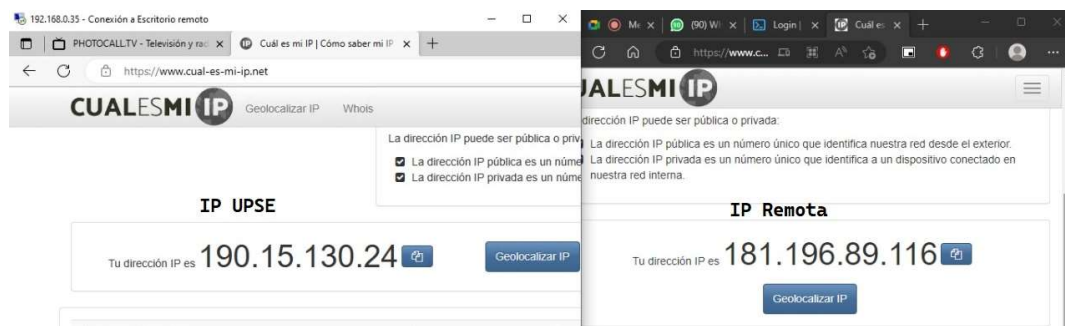 192.168.0.35 - Conexión a Escritorio remoto
PHOTOCALL.TV - Televisión y rac
Cuál es mi IP | Cómo saber mi IP
https://www.cual-es-mi-ip.net
CUALESMI IP
Geolocalizar IP
Whois
La dirección IP puede ser pública o priv
La dirección IP pública es un núme
La dirección IP privada es un núme
IP UPSE
Tu dirección IP es 190.15.130.24
Geolocalizar IP
(90) W
Login |
Cuál es
https://www.c...
UALESMI IP
dirección IP puede ser pública o privada:
La dirección IP pública es un número único que identifica nuestra red desde el exterior.
La dirección IP privada es un número único que identifica a un dispositivo conectado en
nuestra red interna.
IP Remota
Tu dirección IP es 181.196.89.116
Geolocalizar IP